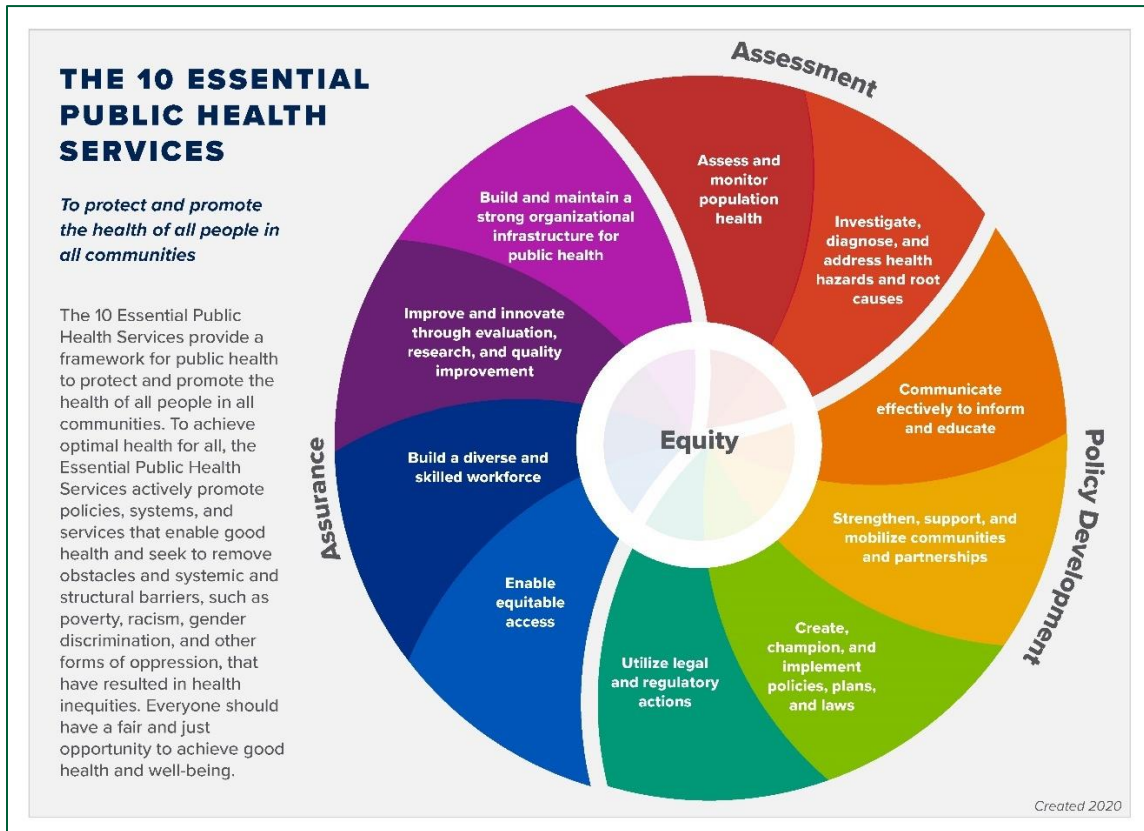 THE 10 ESSENTIAL
PUBLIC HEALTH
SERVICES
To protect and promote
the health of all people in
all communities
The 10 Essential Public
Health Services provide a
framework for public health
to protect and promote the
health of all people in all
communities. To achieve
optimal health for all, the
Essential Public Health
Services actively promote
policies, systems, and
services that enable good
health and seek to remove
obstacles and systemic and
structural barriers, such as
poverty, racism, gender
discrimination, and other
forms of oppression, that
have resulted in health
inequities. Everyone should
have a fair and just
opportunity to achieve good
health and well-being.
Assessment
Assess and
monitor
population
health
Investigate,
diagnose, and
address health
hazards and root
causes
Policy Development
Communicate
effectively to inform
and educate
Strengthen, support, and
mobilize communities
and partnerships
Create,
champion, and
implement
policies, plans,
and laws
Utilize legal
and regulatory
actions
Assurance
Enable
equitable
access
Build a diverse and
skilled workforce
Improve and innovate
through evaluation,
research, and quality
improvement
Build and maintain a
strong organizational
infrastructure for
public health
Equity
Created 2020